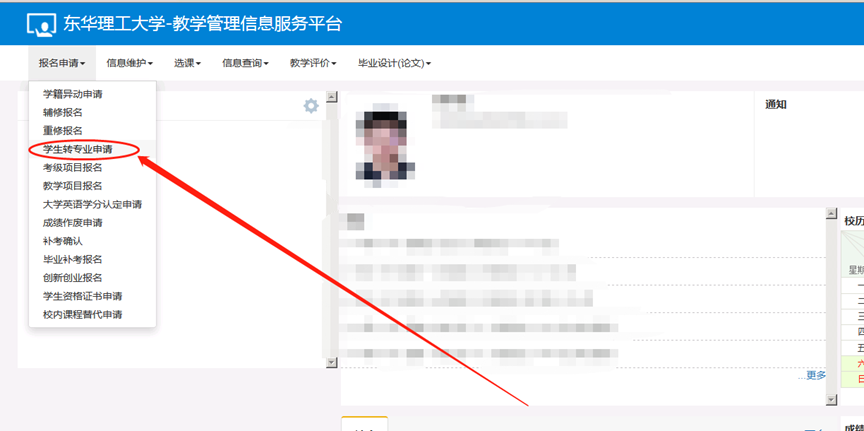 东华理工大学-教学管理信息服务平台
报名申请 信息维护 选课 信息查询 教学评价 毕业设计(论文)
学籍异动申请
辅修报名
重修报名
学生转专业申请
考级项目报名
教学项目报名
大学英语学分认定申请
成绩作废申请
补考确认
毕业补考报名
创新创业报名
学生资格证书申请
校内课程替代申请
通知
更多
校历
星期
一
二
三
四
五
六
日